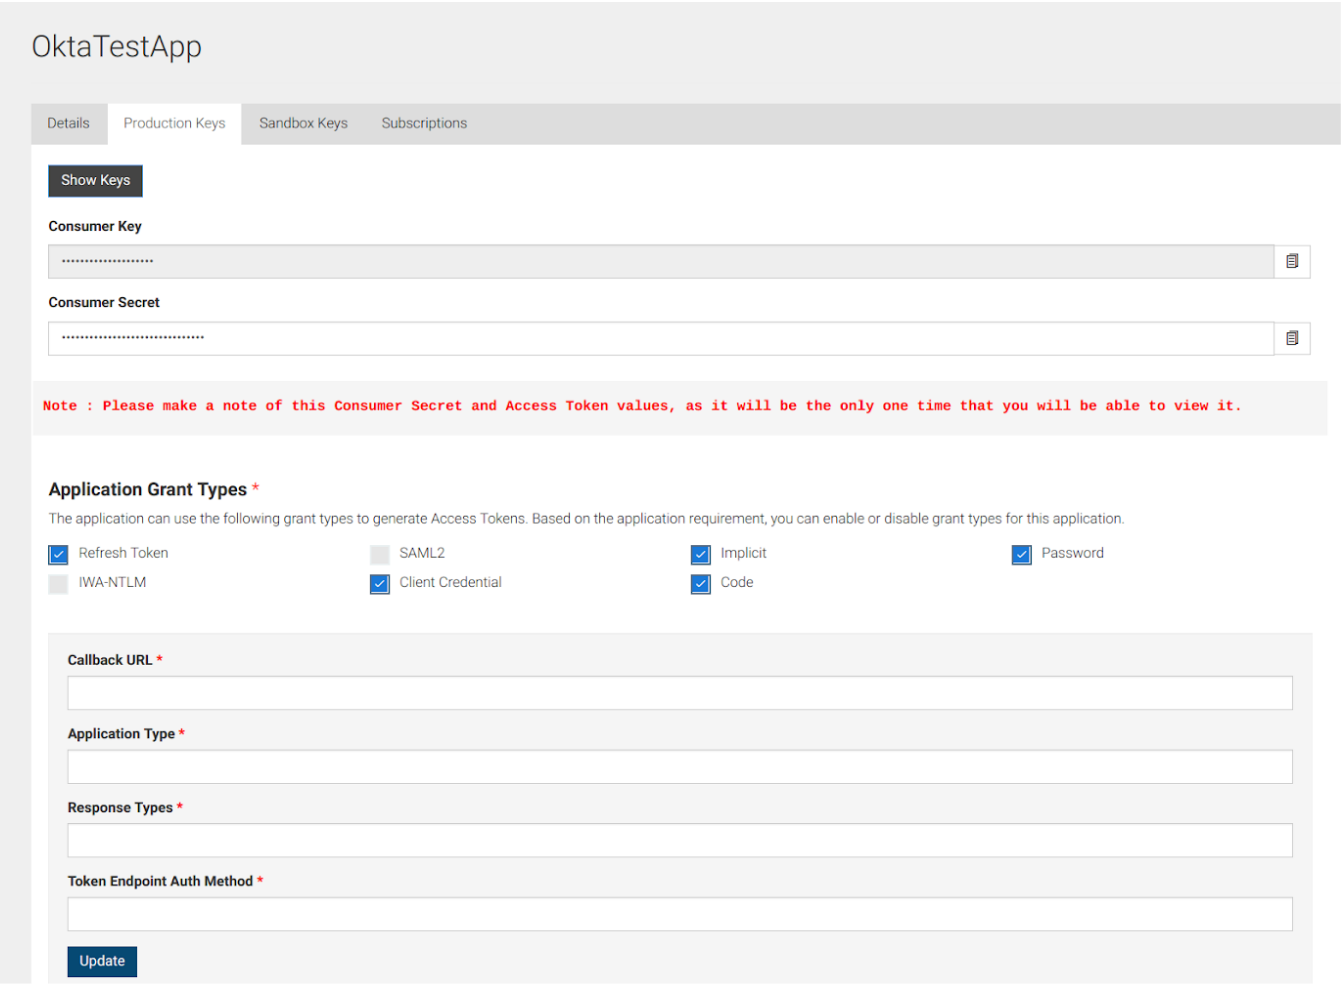 OktaTestApp
Details Production Keys Sandbox Keys Subscriptions
Show Keys
Consumer Key
••••••••••••••••••••
Consumer Secret
•••••••••••••••••••••••••••••••
Note : Please make a note of this Consumer Secret and Access Token values, as it will be the only one time that you will be able to view it.
Application Grant Types *
The application can use the following grant types to generate Access Tokens. Based on the application requirement, you can enable or disable grant types for this application.
Refresh Token SAML2 Implicit Password
IWA-NTLM Client Credential Code
Callback URL *
Application Type *
Response Types *
Token Endpoint Auth Method *
Update